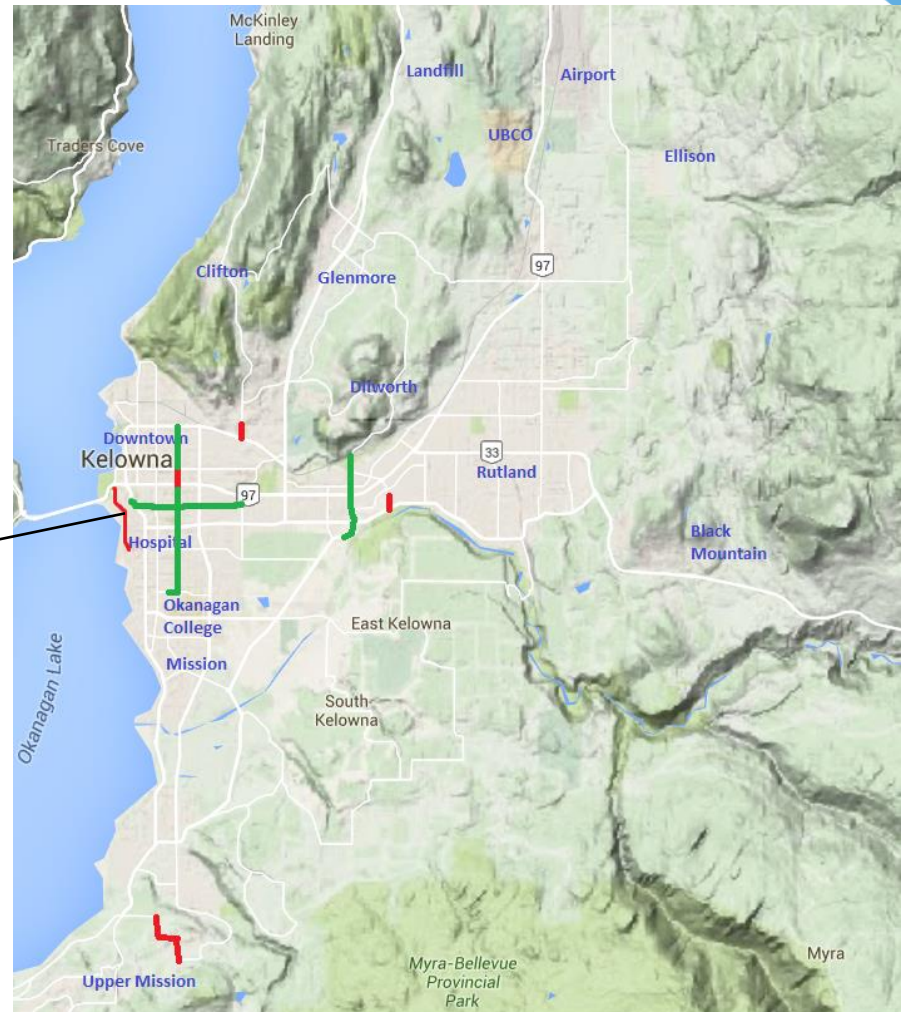 McKinley
Landing
Landfill
Airport
Traders Cove
UBCO
Ellison
Clifton
Glenmore
97
Dilworth
Downtown
Kelowna
33
Rutland
97
Hospital
Black
Mountain
Okanagan
College
East Kelowna
Mission
Okanagan Lake
South
Kelowna
Myra
Myra-Bellevue
Provincial
Park
Upper Mission